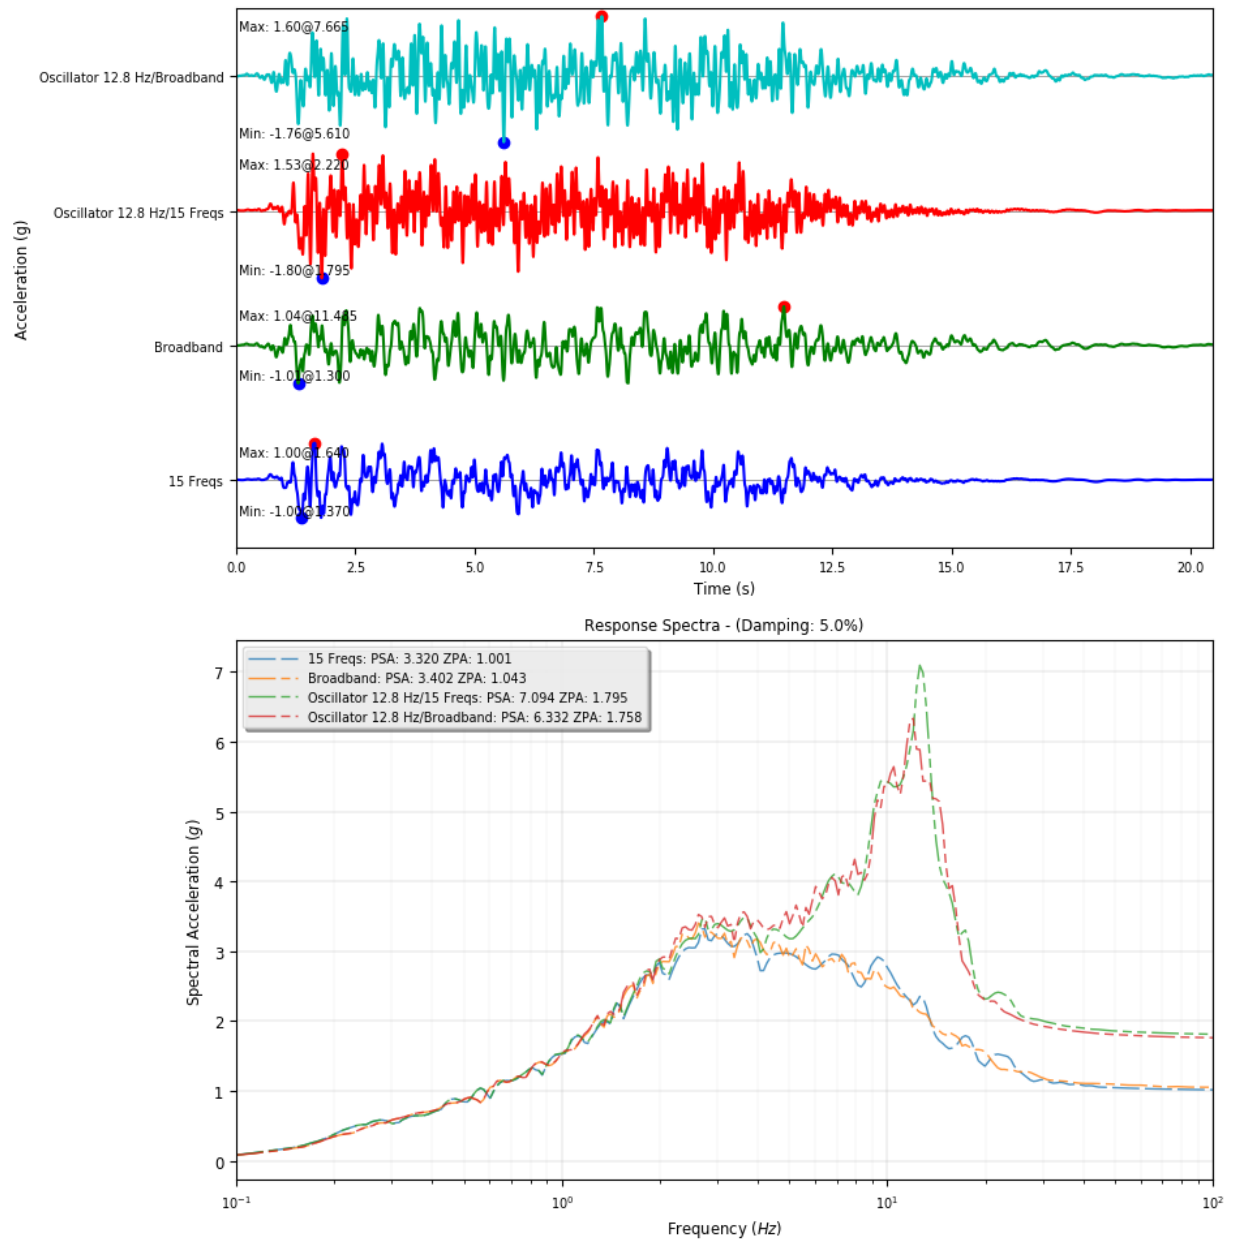 Max: 1.60@7.665
Oscillator 12.8 Hz/Broadband
Min: -1.76@5.610
Max: 1.53@2.220
Oscillator 12.8 Hz/15 Freqs
Min: -1.80@1.795
Max: 1.04@11.485
Broadband
Min: -1.01@1.300
Max: 1.00@1.640
15 Freqs
Min: -1.00@1.370
Acceleration (g)
0.0 2.5 5.0 7.5 10.0 12.5 15.0 17.5 20.0
Time (s)
Response Spectra - (Damping: 5.0%)
15 Freqs: PSA: 3.320 ZPA: 1.001
Broadband: PSA: 3.402 ZPA: 1.043
Oscillator 12.8 Hz/15 Freqs: PSA: 7.094 ZPA: 1.795
Oscillator 12.8 Hz/Broadband: PSA: 6.332 ZPA: 1.758
7
6
5
4
3
2
1
0
Spectral Acceleration (g)
10⁻¹ 10⁰ 10¹ 10²
Frequency (Hz)